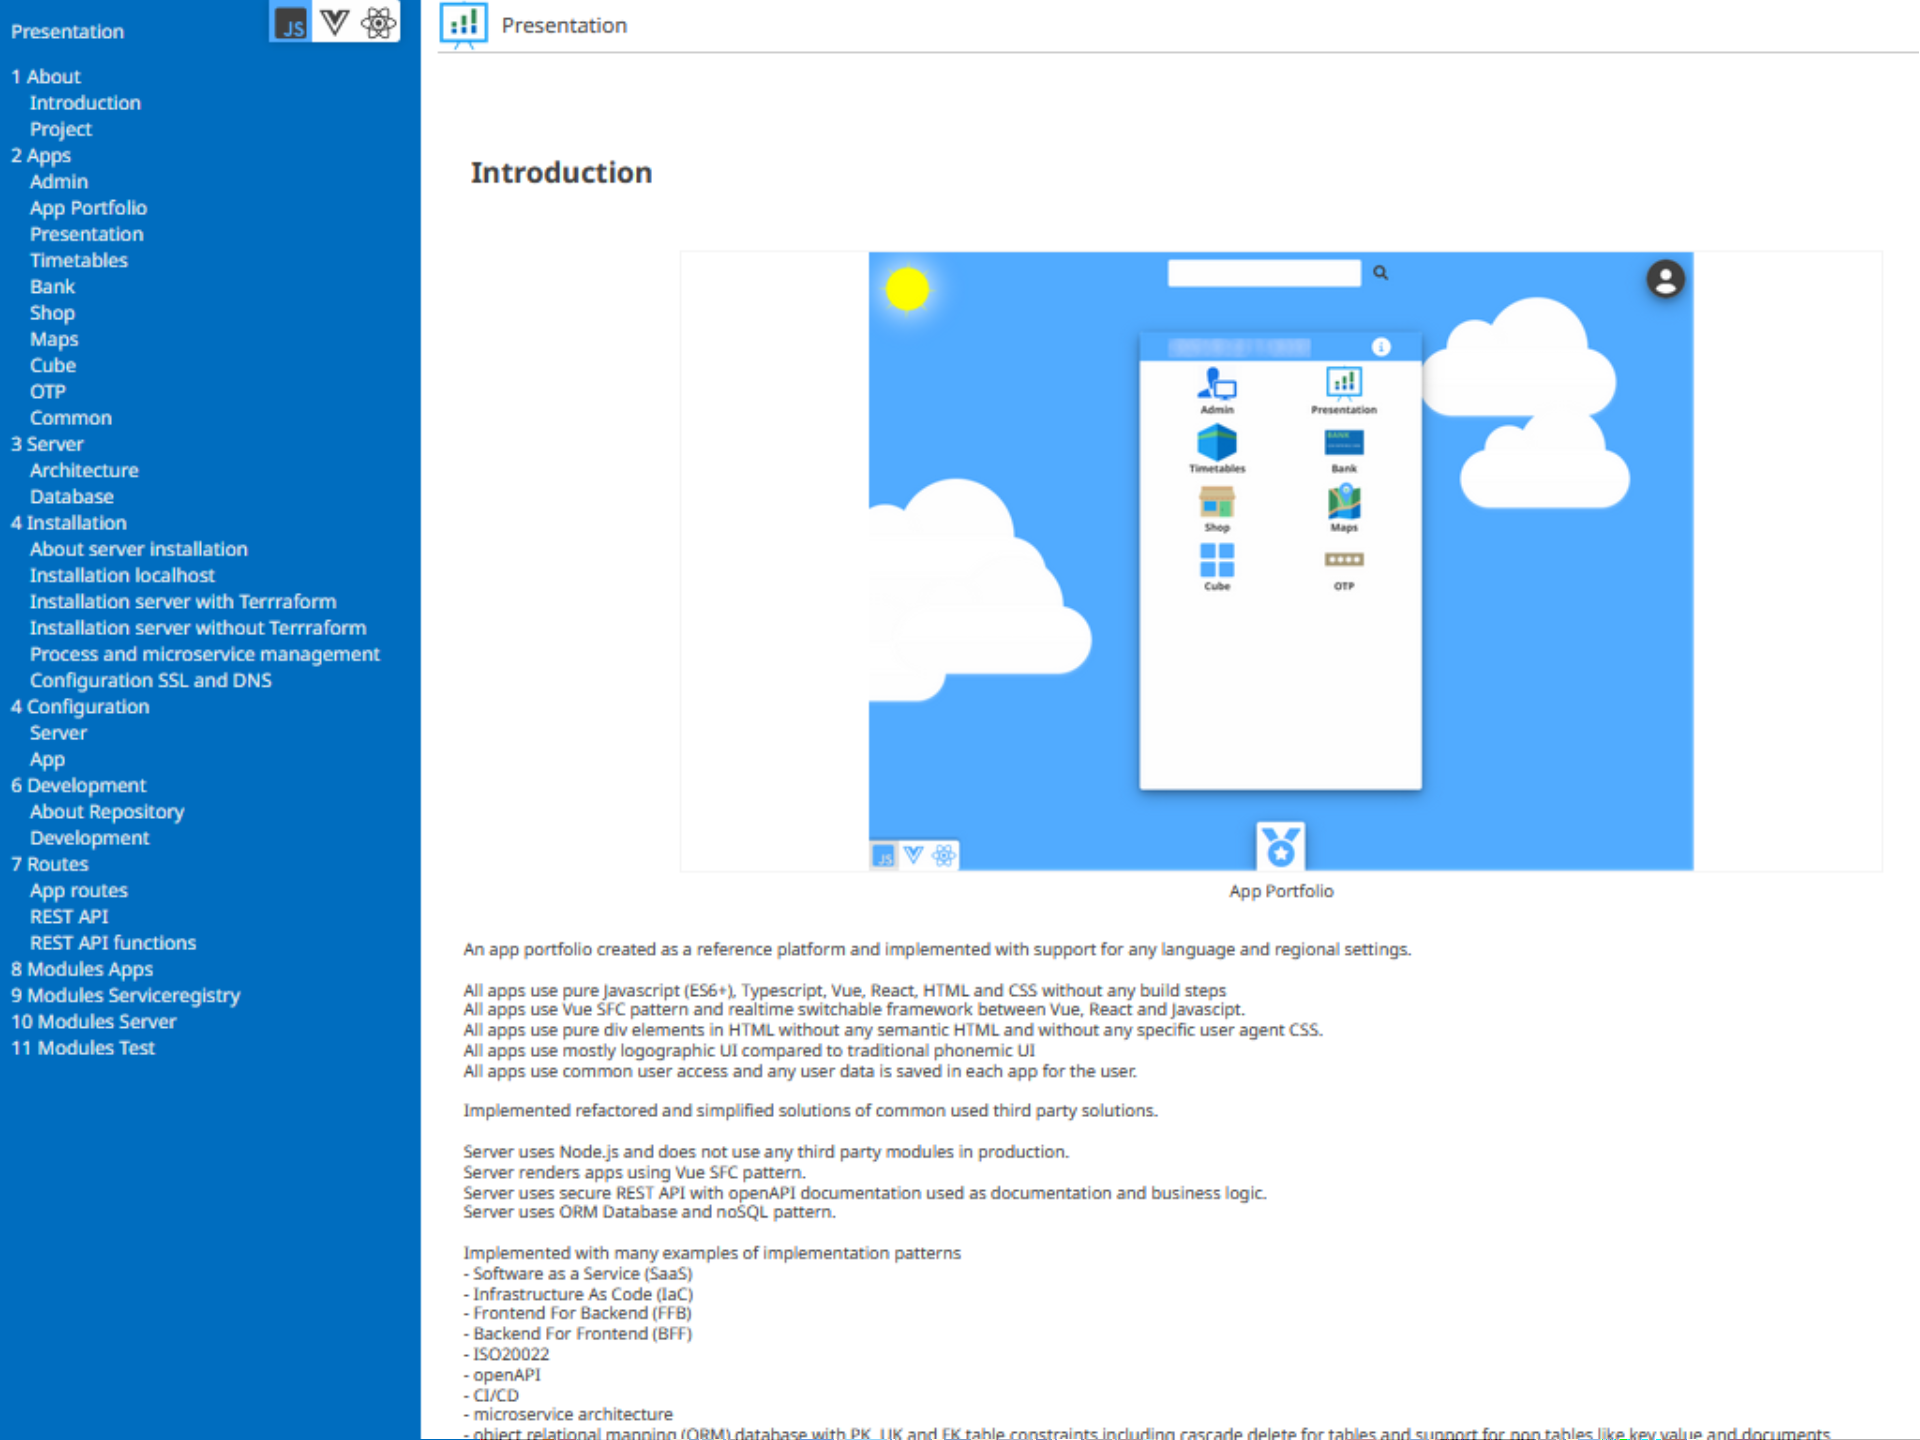 Presentation
JS
1 About
Introduction
Project
2 Apps
Admin
App Portfolio
Presentation
Timetables
Bank
Shop
Maps
Cube
OTP
Common
3 Server
Architecture
Database
4 Installation
About server installation
Installation localhost
Installation server with Terrraform
Installation server without Terrraform
Process and microservice management
Configuration SSL and DNS
4 Configuration
Server
App
6 Development
About Repository
Development
7 Routes
App routes
REST API
REST API functions
8 Modules Apps
9 Modules Serviceregistry
10 Modules Server
11 Modules Test
Presentation
Introduction
Admin
Presentation
Timetables
BANK
Bank
Shop
Maps
Cube
OTP
JS
App Portfolio
An app portfolio created as a reference platform and implemented with support for any language and regional settings.
All apps use pure Javascript (ES6+), Typescript, Vue, React, HTML and CSS without any build steps
All apps use Vue SFC pattern and realtime switchable framework between Vue, React and Javascipt.
All apps use pure div elements in HTML without any semantic HTML and without any specific user agent CSS.
All apps use mostly logographic UI compared to traditional phonemic UI
All apps use common user access and any user data is saved in each app for the user.
Implemented refactored and simplified solutions of common used third party solutions.
Server uses Node.js and does not use any third party modules in production.
Server renders apps using Vue SFC pattern.
Server uses secure REST API with openAPI documentation used as documentation and business logic.
Server uses ORM Database and noSQL pattern.
Implemented with many examples of implementation patterns
- Software as a Service (SaaS)
- Infrastructure As Code (IaC)
- Frontend For Backend (FFB)
- Backend For Frontend (BFF)
- ISO20022
- openAPI
- CI/CD
- microservice architecture
- object relational mapping (ORM) database with PK, UK and FK table constraints including cascade delete for tables and support for non tables like key value and documents